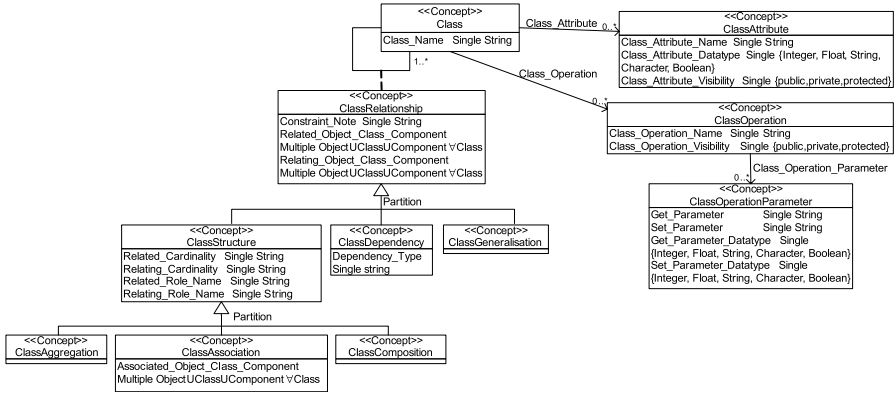 <<Concept>>
Class
Class_Name Single String
1..*
Class_Attribute
0..*
<<Concept>>
ClassAttribute
Class_Attribute_Name Single String
Class_Attribute_Datatype Single {Integer, Float, String,
Character, Boolean}
Class_Attribute_Visibility Single {public,private,protected}
Class_Operation
0..*
<<Concept>>
ClassOperation
Class_Operation_Name Single String
Class_Operation_Visibility Single {public,private,protected}
Class_Operation_Parameter
0..*
<<Concept>>
ClassOperationParameter
Get_Parameter Single String
Set_Parameter Single String
Get_Parameter_Datatype Single
{Integer, Float, String, Character, Boolean}
Set_Parameter_Datatype Single
{Integer, Float, String, Character, Boolean}
<<Concept>>
ClassRelationship
Constraint_Note Single String
Related_Object_Class_Component
Multiple ObjectUClassUComponent ∀Class
Relating_Object_Class_Component
Multiple ObjectUClassUComponent ∀Class
Partition
<<Concept>>
ClassStructure
Related_Cardinality Single String
Relating_Cardinality Single String
Related_Role_Name Single String
Relating_Role_Name Single String
<<Concept>>
ClassDependency
Dependency_Type
Single string
<<Concept>>
ClassGeneralisation
Partition
<<Concept>>
ClassAggregation
<<Concept>>
ClassAssociation
Associated_Object_Class_Component
Multiple ObjectUClassUComponent ∀Class
<<Concept>>
ClassComposition